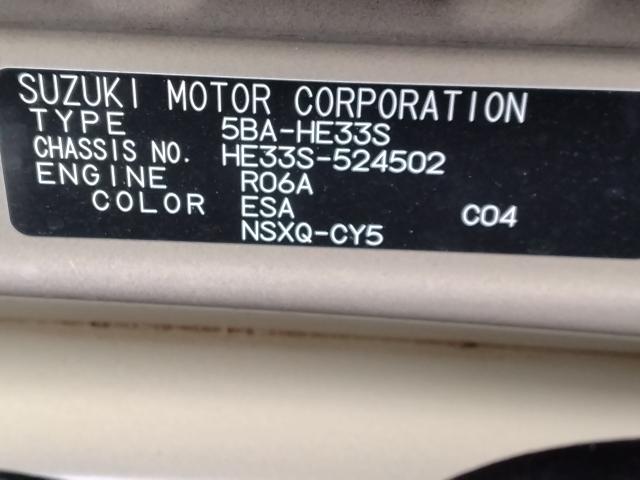 SUZUKI MOTOR CORPORATION
TYPE 5BA-HE33S
CHASSIS NO. HE33S-524502
ENGINE R06A
COLOR ESA C04
NSXQ-CY5